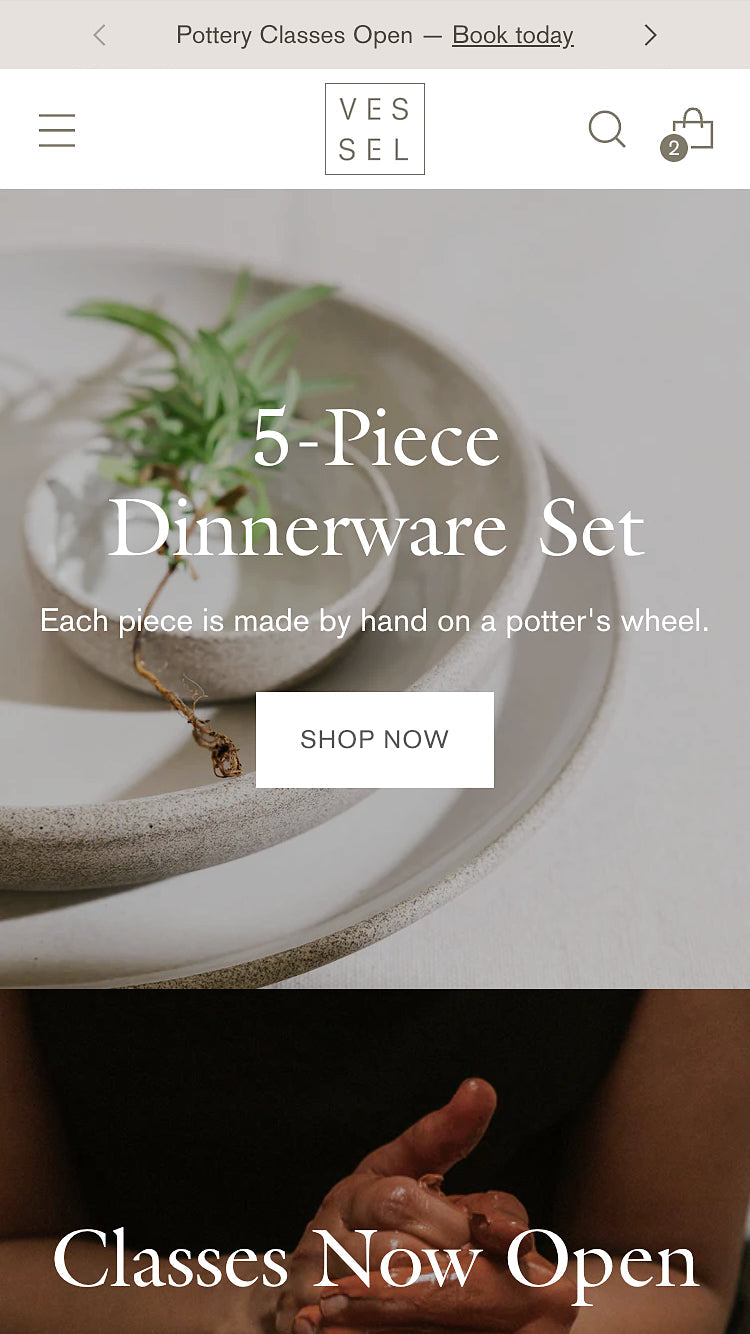 Pottery Classes Open — Book today
VES
SEL
2
5-Piece
Dinnerware Set
Each piece is made by hand on a potter's wheel.
SHOP NOW
Classes Now Open